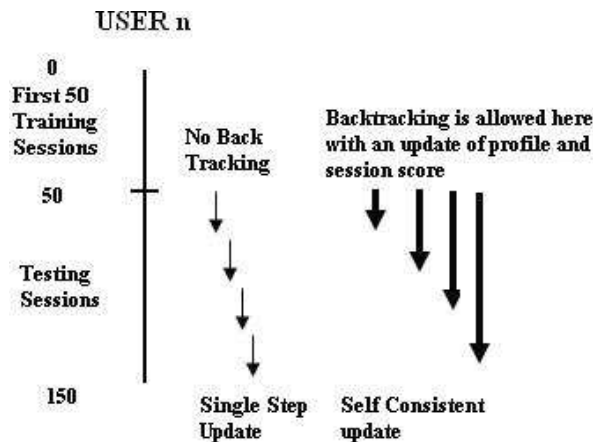 USER n
0
First 50
Training
Sessions
No Back
Tracking
Backtracking is allowed here
with an update of profile and
session score
50
Testing
Sessions
150
Single Step
Update
Self Consistent
update